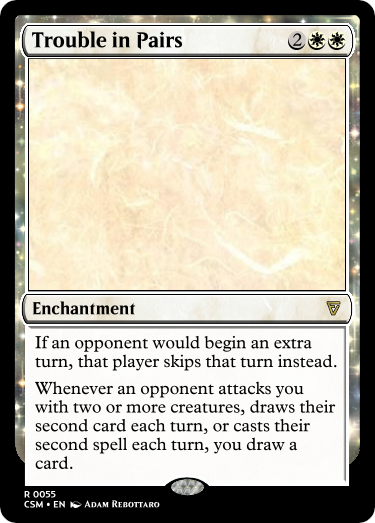 Trouble in Pairs 2
Enchantment
If an opponent would begin an extra
turn, that player skips that turn instead.
Whenever an opponent attacks you
with two or more creatures, draws their
second card each turn, or casts their
second spell each turn, you draw a
card.
R 0055
CSM • EN Adam Rebottaro